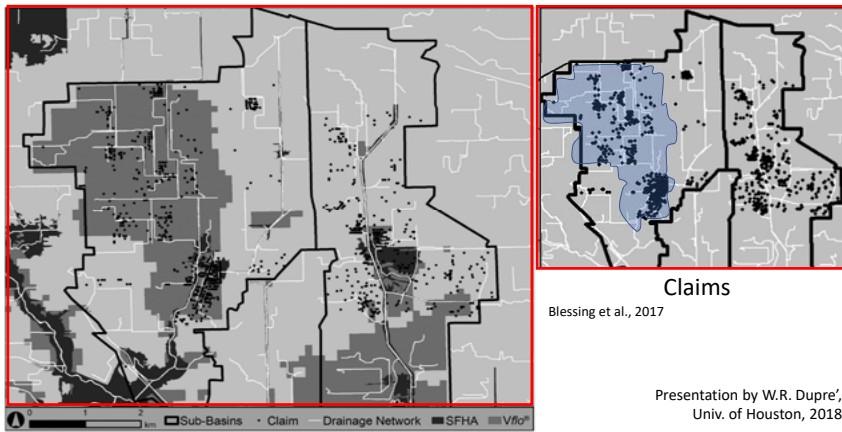 Claims
Blessing et al., 2017
Presentation by W.R. Dupre’,
Univ. of Houston, 2018
0 1 2
km
Sub-Basins Claim Drainage Network SFHA Vflo®